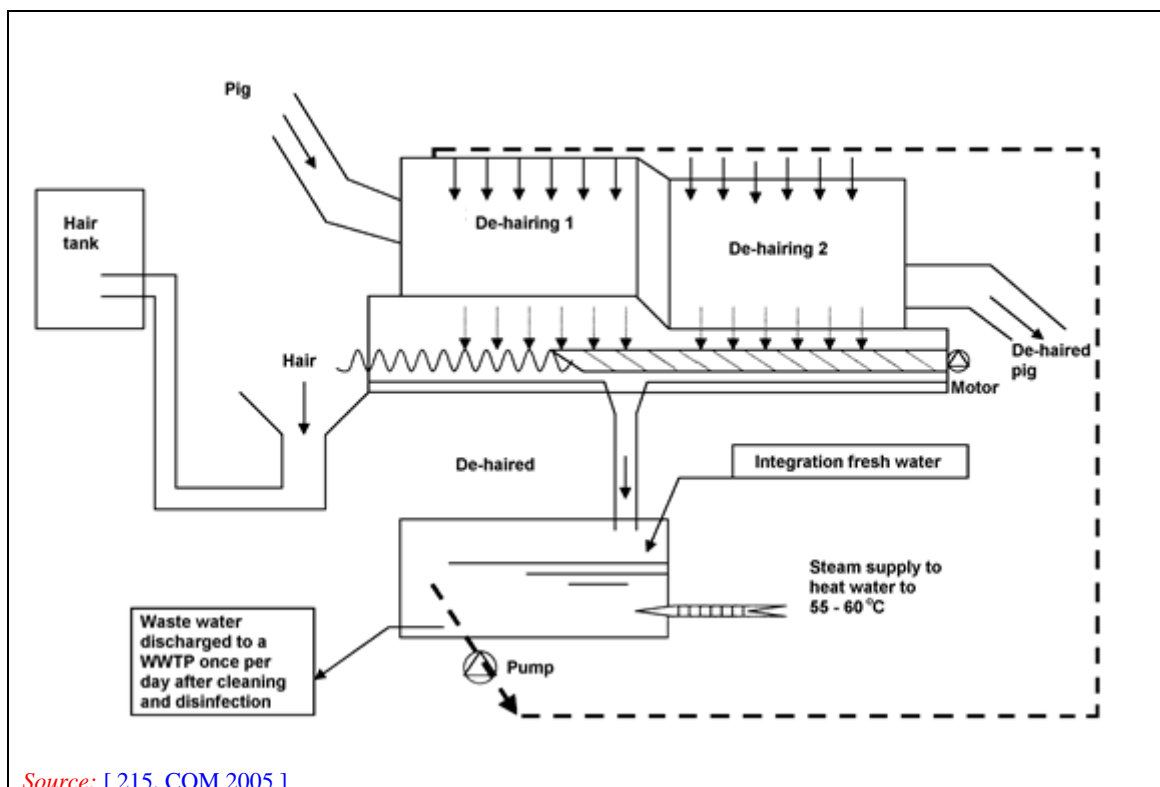 Pig
Hair
tank
De-hairing 1
De-hairing 2
Hair
De-haired
pig
Motor
De-haired
Integration fresh water
Steam supply to
heat water to
55 - 60 °C
Waste water
discharged to a
WWTP once per
day after cleaning
and disinfection
Pump
Source: [ 215, COM 2005 ]